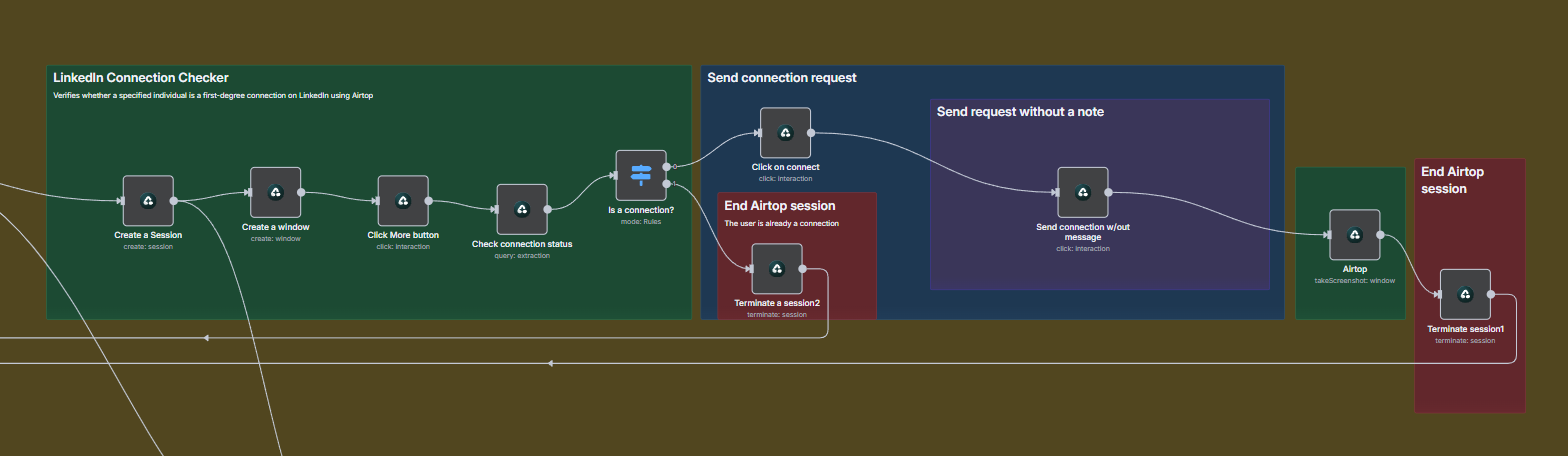 LinkedIn Connection Checker
Verifies whether a specified individual is a first-degree connection on LinkedIn using Airtop
Create a Session
create: session
Create a window
create: window
Click More button
click: interaction
Check connection status
query: extraction
Is a connection?
mode: Rules
0
1
Send connection request
Click on connect
click: interaction
End Airtop session
The user is already a connection
Terminate a session2
terminate: session
Send request without a note
Send connection w/out
message
click: interaction
Airtop
takeScreenshot: window
End Airtop
session
Terminate session1
terminate: session